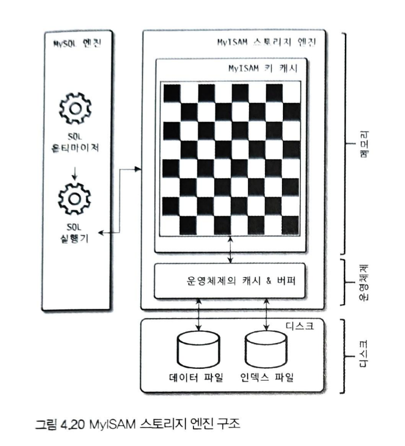 MySQL 엔진
SQL
옵티마이저
SQL
실행기
MyISAM 스토리지 엔진
MyISAM 키 캐시
운영체제의 캐시 & 버퍼
디스크
데이터 파일
인덱스 파일
메모리
운영체제
디스크
그림 4.20 MyISAM 스토리지 엔진 구조